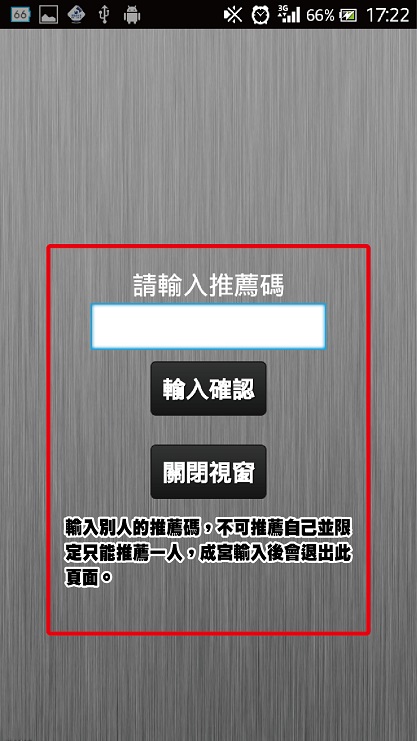 66
3G
66%
17:22
請輸入推薦碼
輸入確認
關閉視窗
輸入別人的推薦碼，不可推薦自己並限
定只能推薦一人，成宮輸入後會退出此
頁面。